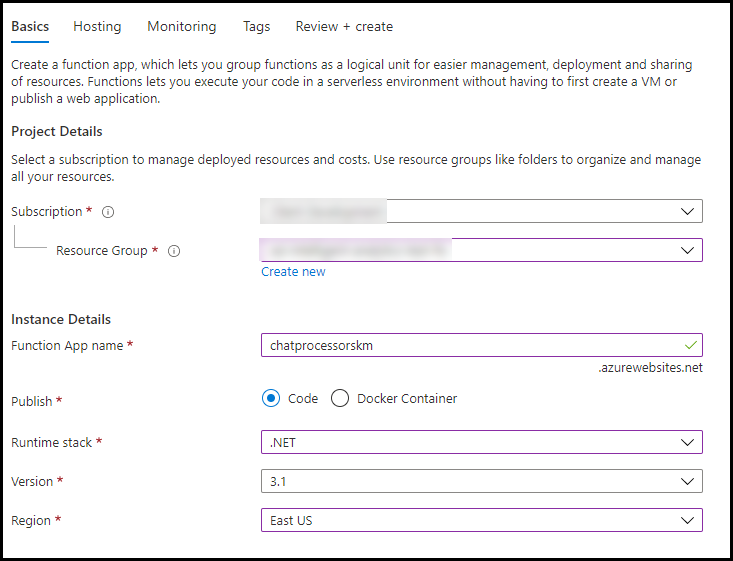 Basics Hosting Monitoring Tags Review + create
Create a function app, which lets you group functions as a logical unit for easier management, deployment and sharing
of resources. Functions lets you execute your code in a serverless environment without having to first create a VM or
publish a web application.
Project Details
Select a subscription to manage deployed resources and costs. Use resource groups like folders to organize and manage
all your resources.
Subscription *
Resource Group *
Create new
Instance Details
Function App name * chatprocessorskm
.azurewebsites.net
Publish * Code Docker Container
Runtime stack * .NET
Version * 3.1
Region * East US